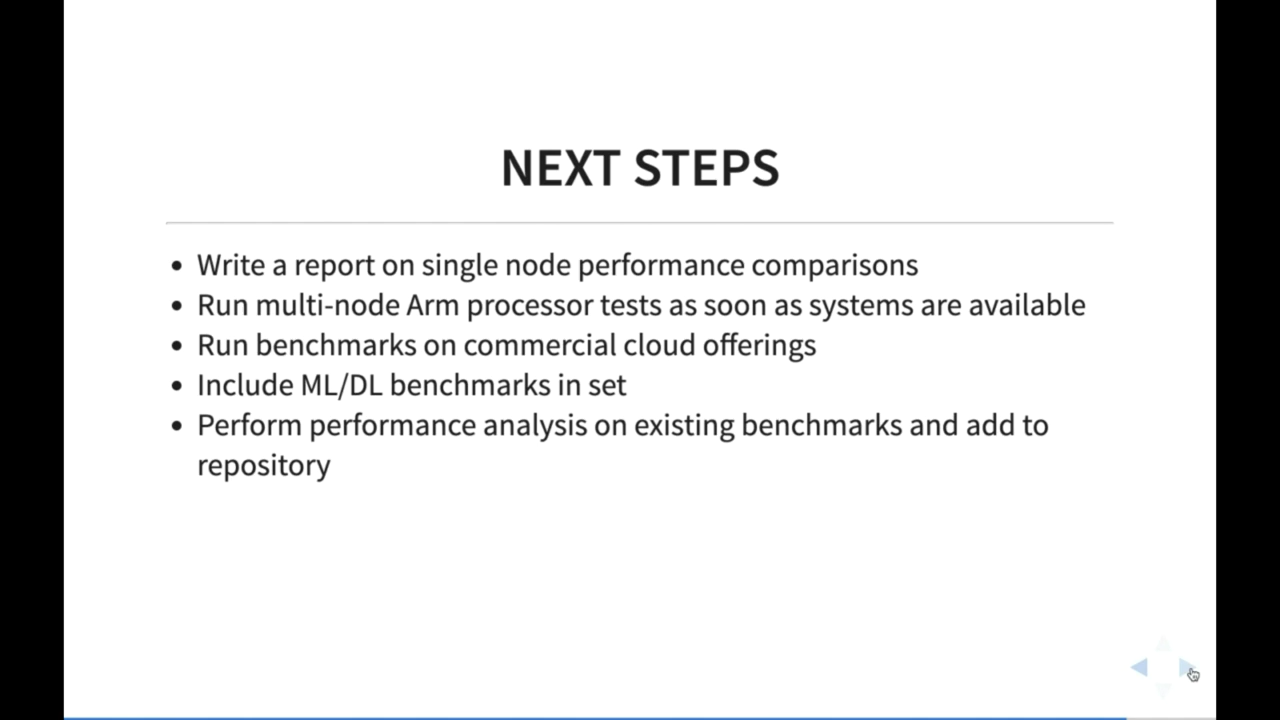 NEXT STEPS
• Write a report on single node performance comparisons
• Run multi-node Arm processor tests as soon as systems are available
• Run benchmarks on commercial cloud offerings
• Include ML/DL benchmarks in set
• Perform performance analysis on existing benchmarks and add to
repository